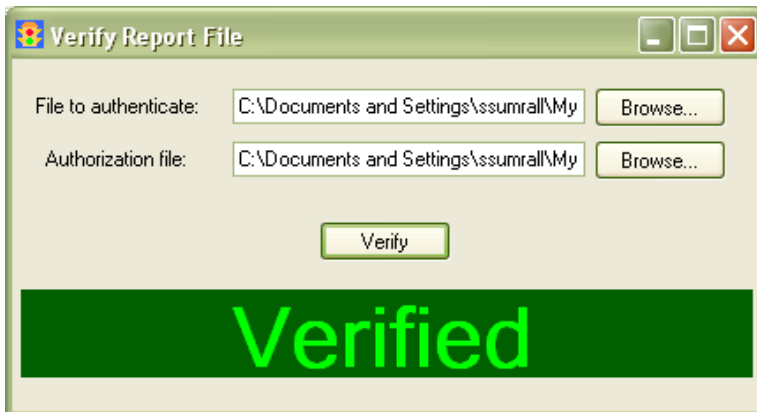 Verify Report File
File to authenticate: C:\Documents and Settings\ssumrall\My Browse...
Authorization file: C:\Documents and Settings\ssumrall\My Browse...
Verify
Verified